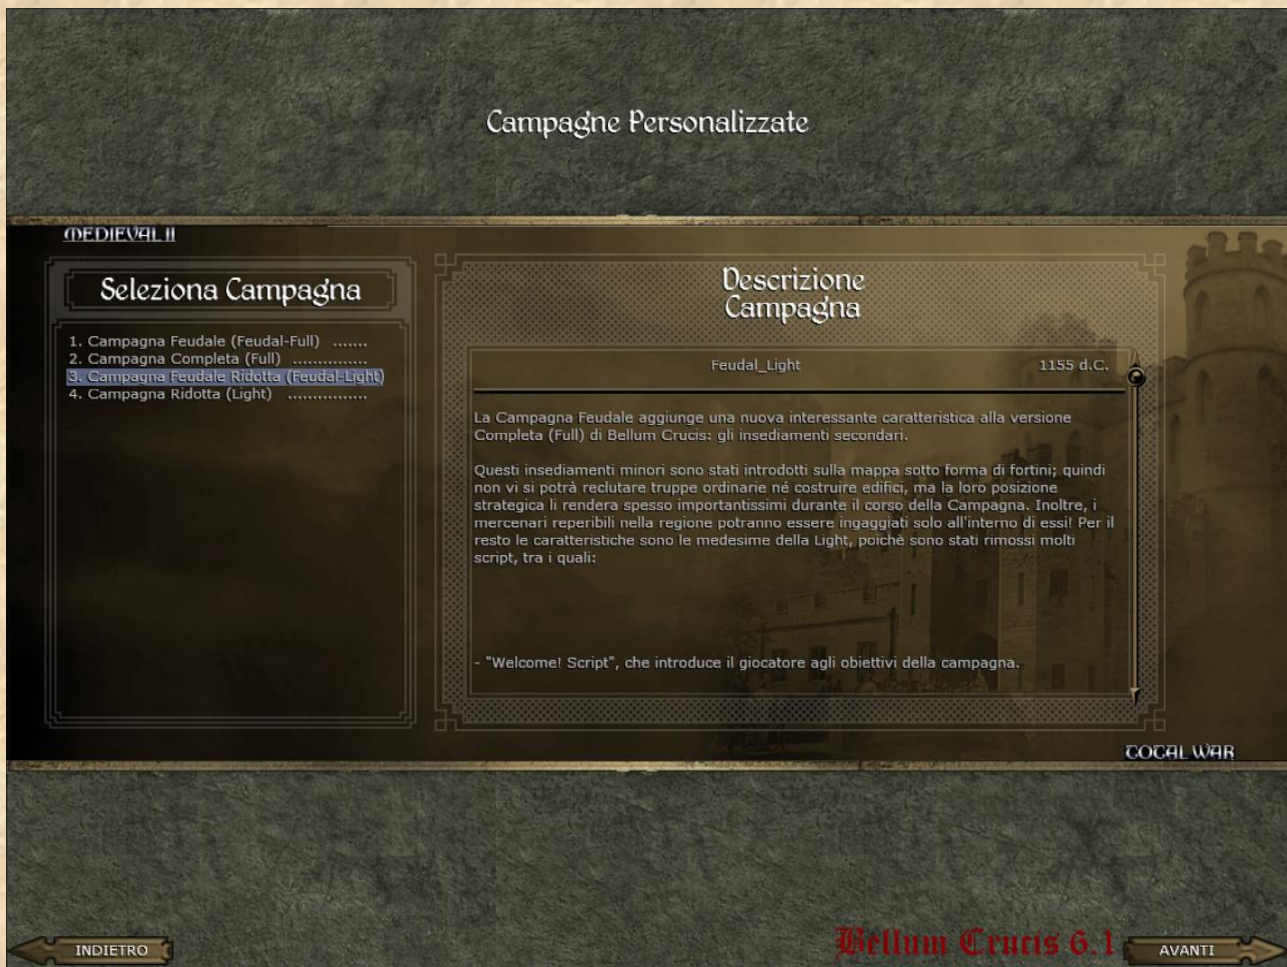 Campagne Personalizzate
MEDIEVAL II
Seleziona Campagna
1. Campagna Feudale (Feudal-Full) .......
2. Campagna Completa (Full) ...............
3. Campagna Feudale Ridotta (Feudal-Light)
4. Campagna Ridotta (Light) ................
Descrizione
Campagna
Feudal_Light 1155 d.C.
La Campagna Feudale aggiunge una nuova interessante caratteristica alla versione
Completa (Full) di Bellum Crucis: gli insediamenti secondari.
Questi insediamenti minori sono stati introdotti sulla mappa sotto forma di fortini; quindi
non vi si potrà reclutare truppe ordinarie né costruire edifici, ma la loro posizione
strategica li rendera spesso importantissimi durante il corso della Campagna. Inoltre, i
mercenari reperibili nella regione potranno essere ingaggiati solo all'interno di essi! Per il
resto le caratteristiche sono le medesime della Light, poichè sono stati rimossi molti
script, tra i quali:
- "Welcome! Script", che introduce il giocatore agli obiettivi della campagna.
TOTAL WAR
INDIETRO
Bellum Crucis 6.1
AVANTI